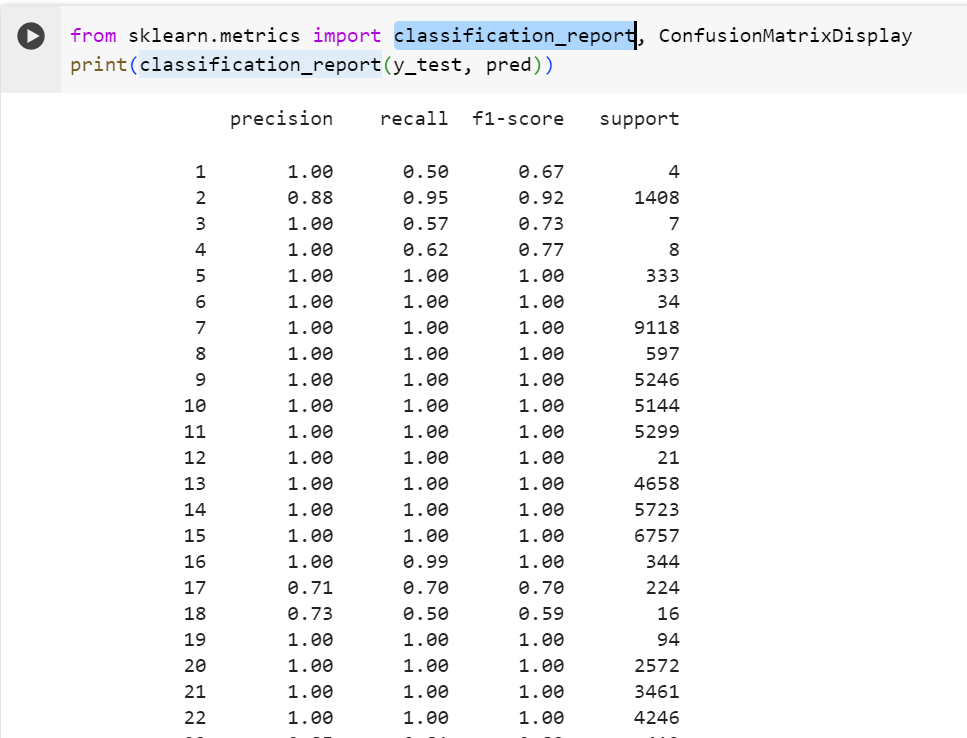 from sklearn.metrics import classification_report, ConfusionMatrixDisplay
print(classification_report(y_test, pred))
precision recall f1-score support
1 1.00 0.50 0.67 4
2 0.88 0.95 0.92 1408
3 1.00 0.57 0.73 7
4 1.00 0.62 0.77 8
5 1.00 1.00 1.00 333
6 1.00 1.00 1.00 34
7 1.00 1.00 1.00 9118
8 1.00 1.00 1.00 597
9 1.00 1.00 1.00 5246
10 1.00 1.00 1.00 5144
11 1.00 1.00 1.00 5299
12 1.00 1.00 1.00 21
13 1.00 1.00 1.00 4658
14 1.00 1.00 1.00 5723
15 1.00 1.00 1.00 6757
16 1.00 0.99 1.00 344
17 0.71 0.70 0.70 224
18 0.73 0.50 0.59 16
19 1.00 1.00 1.00 94
20 1.00 1.00 1.00 2572
21 1.00 1.00 1.00 3461
22 1.00 1.00 1.00 4246